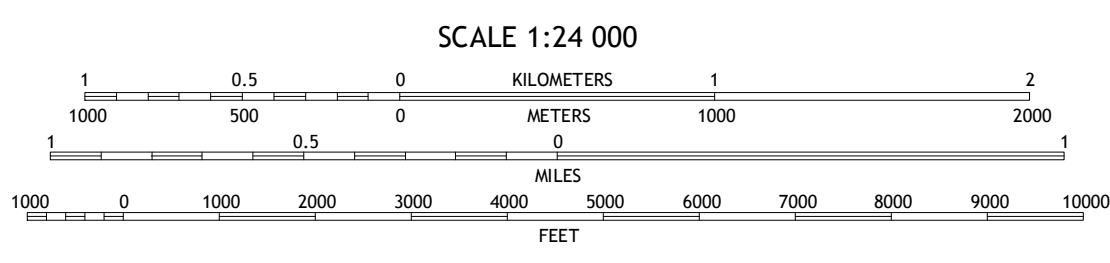 SCALE 1:24 000
1 0.5 0 KILOMETERS 1 2
1000 500 0 METERS 1000 2000
1 0.5 0 1
MILES
1000 0 1000 2000 3000 4000 5000 6000 7000 8000 9000 10000
FEET